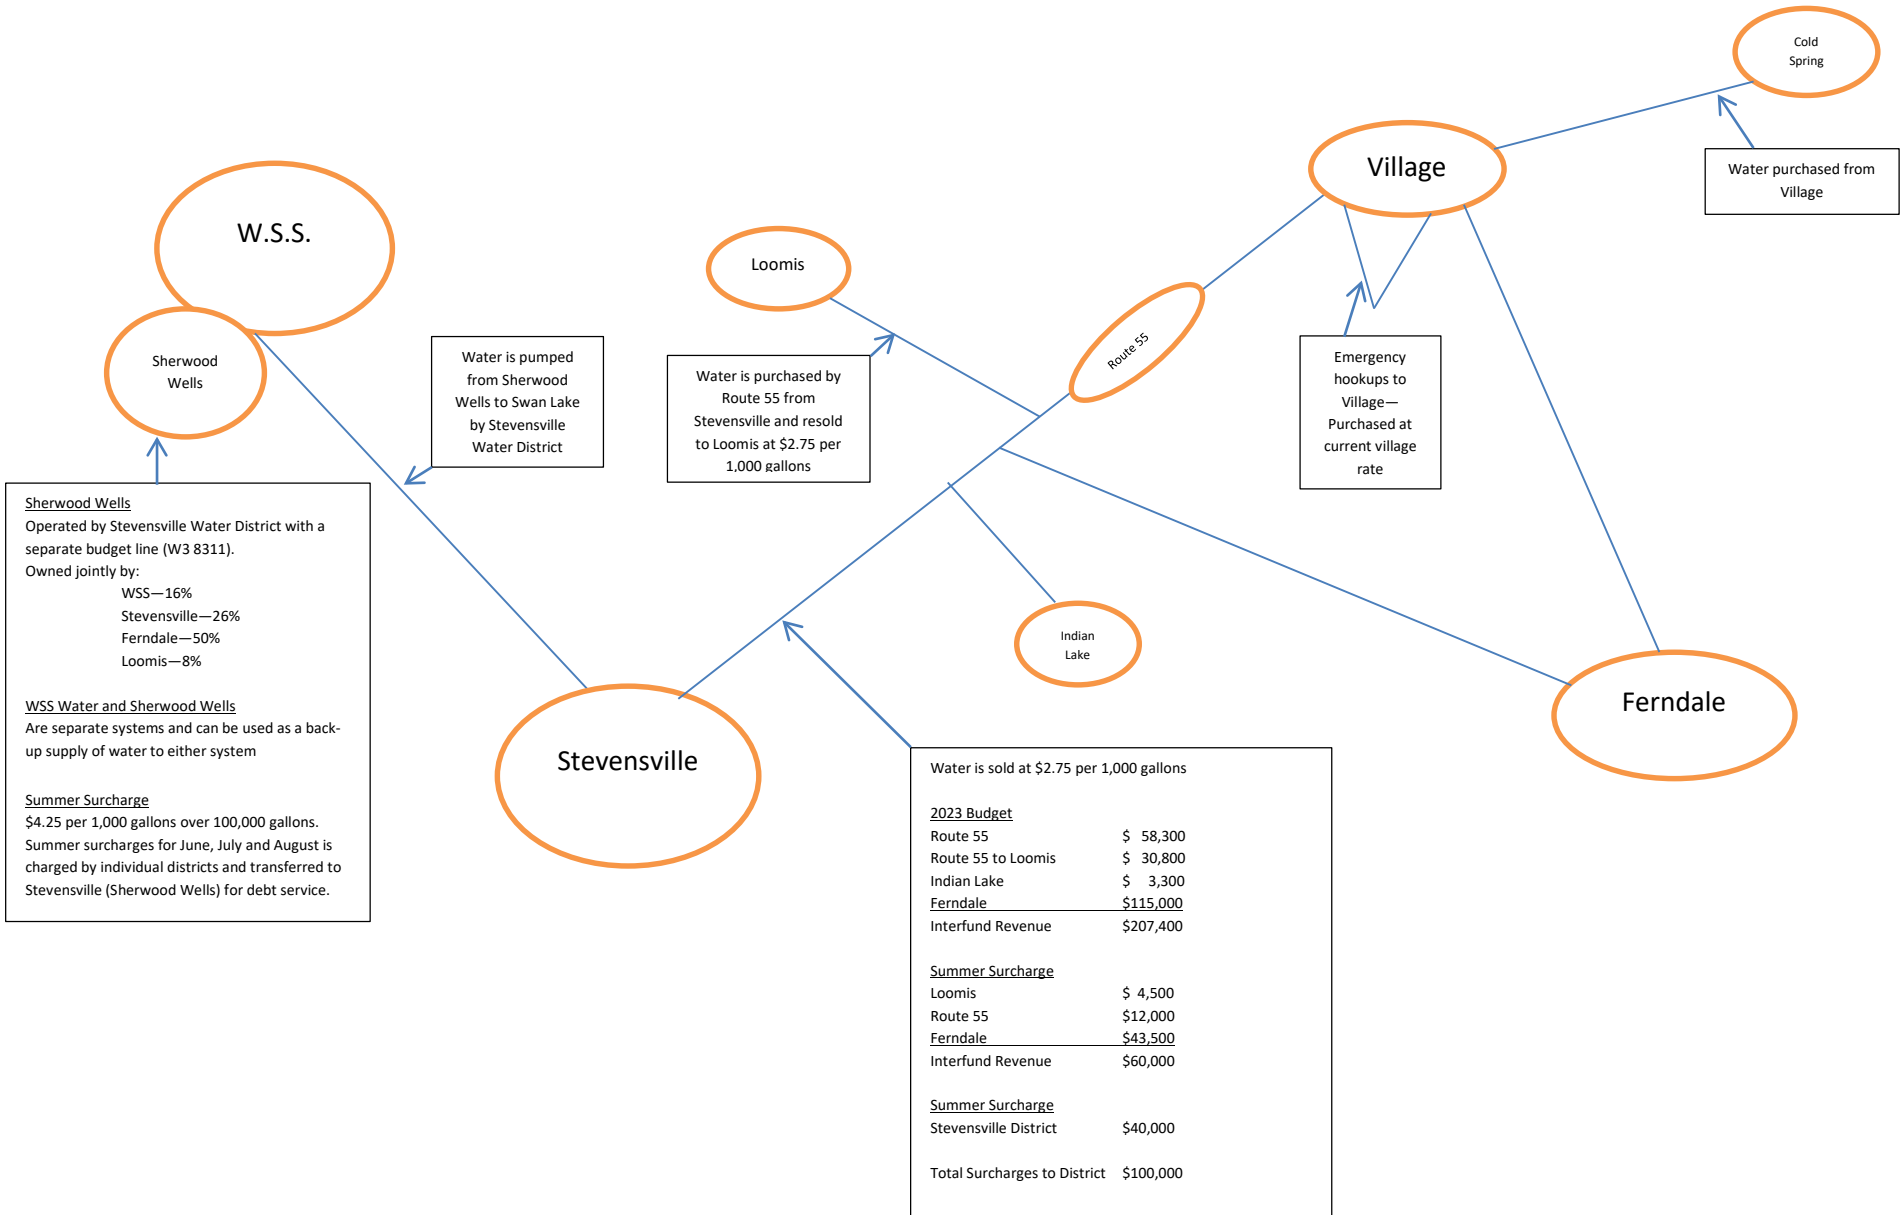 Cold
Spring
Village
Water purchased from
Village
W.S.S.
Loomis
Route 55
Sherwood
Wells
Water is pumped
from Sherwood
Wells to Swan Lake
by Stevensville
Water District
Water is purchased by
Route 55 from
Stevensville and resold
to Loomis at $2.75 per
1,000 gallons
Emergency
hookups to
Village—
Purchased at
current village
rate
Sherwood Wells
Operated by Stevensville Water District with a
separate budget line (W3 8311).
Owned jointly by:
WSS—16%
Stevensville—26%
Ferndale—50%
Loomis—8%
WSS Water and Sherwood Wells
Are separate systems and can be used as a back-
up supply of water to either system
Summer Surcharge
$4.25 per 1,000 gallons over 100,000 gallons.
Summer surcharges for June, July and August is
charged by individual districts and transferred to
Stevensville (Sherwood Wells) for debt service.
Indian
Lake
Ferndale
Stevensville
Water is sold at $2.75 per 1,000 gallons
2023 Budget
Route 55 $ 58,300
Route 55 to Loomis $ 30,800
Indian Lake $ 3,300
Ferndale $115,000
Interfund Revenue $207,400
Summer Surcharge
Loomis $ 4,500
Route 55 $12,000
Ferndale $43,500
Interfund Revenue $60,000
Summer Surcharge
Stevensville District $40,000
Total Surcharges to District $100,000